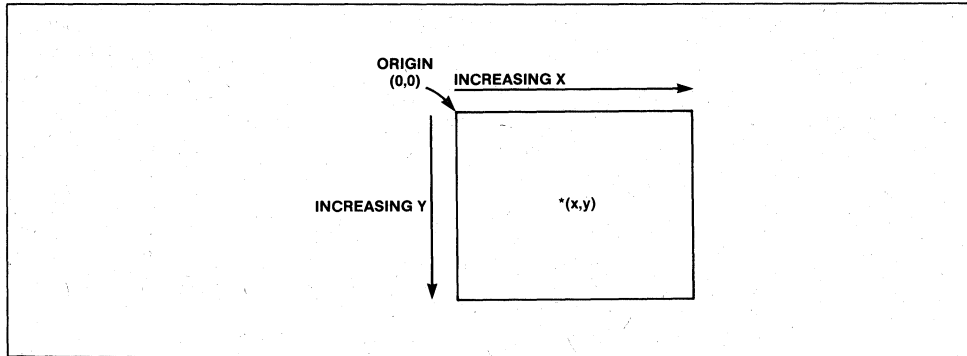 ORIGIN
(0,0)
INCREASING X
INCREASING Y
*(x,y)